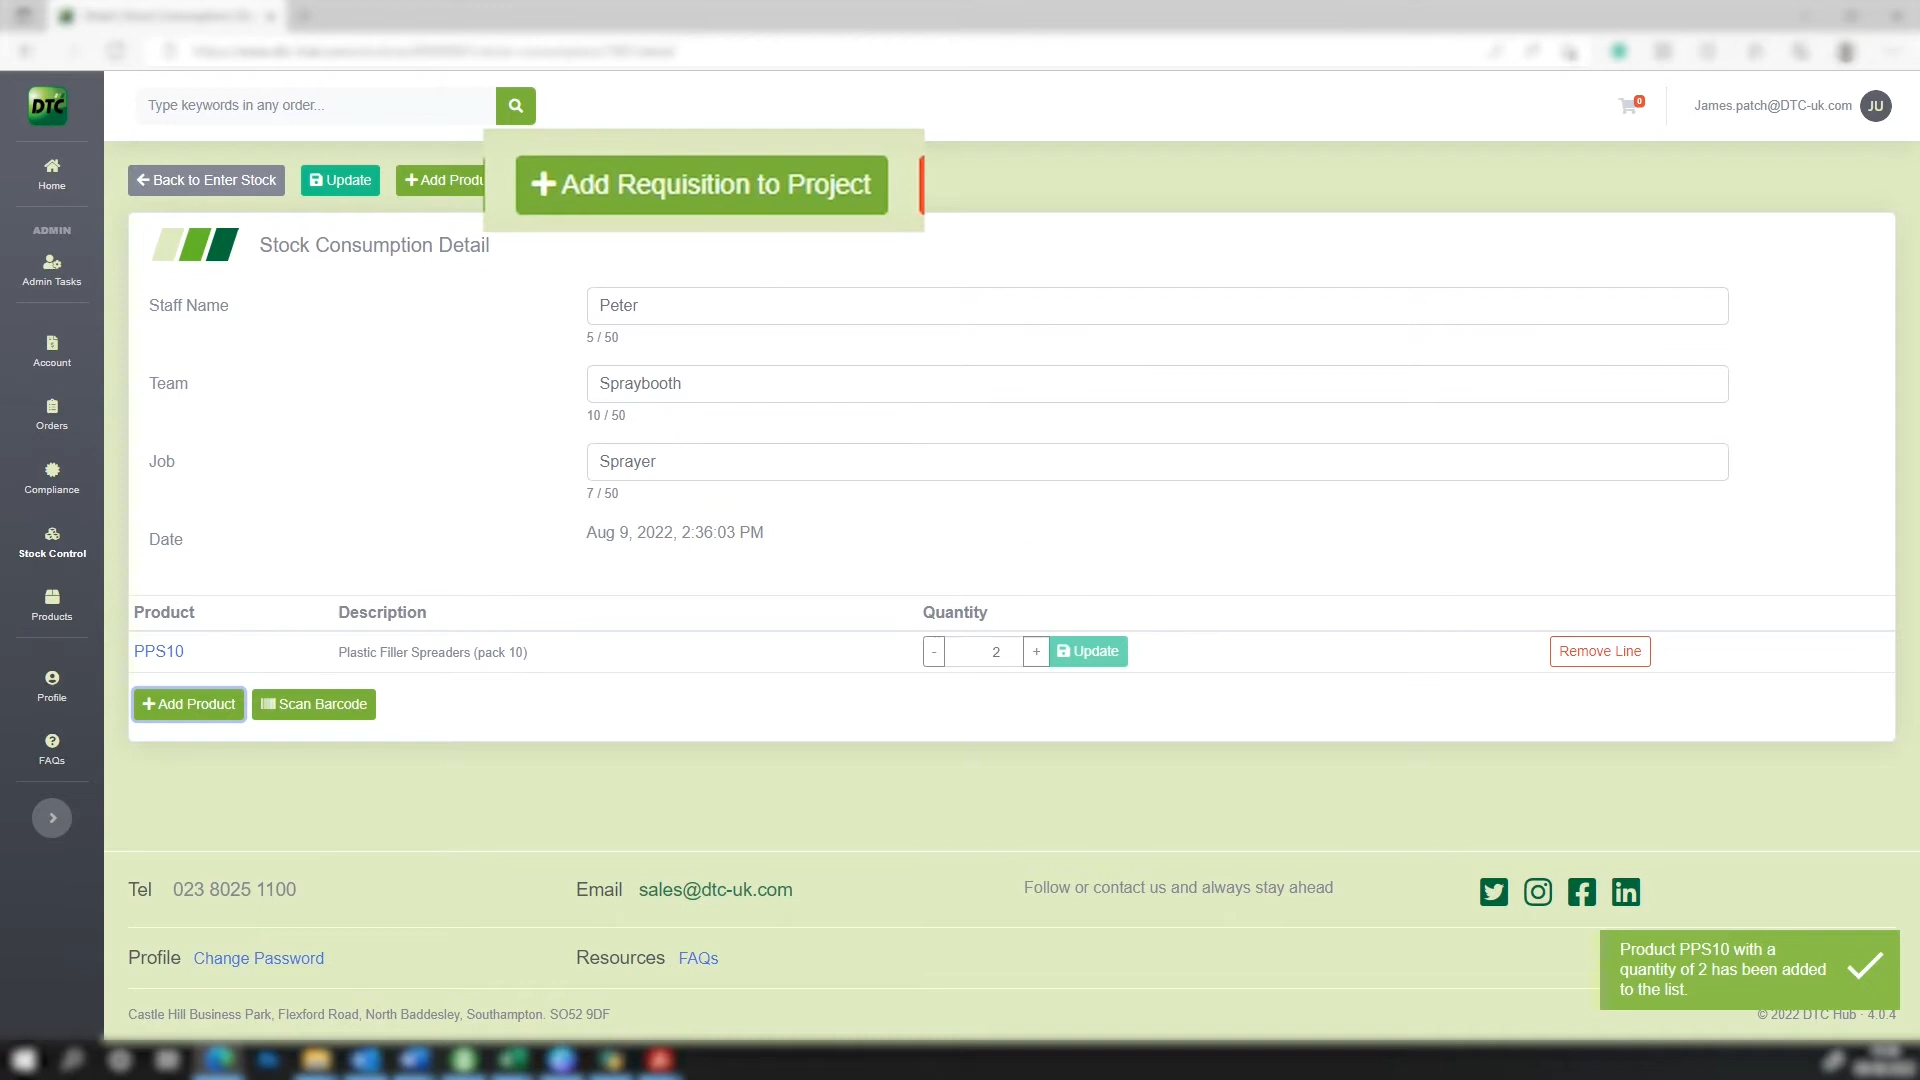 DTC
Type keywords in any order...
0
James.patch@DTC-uk.com
JU
Home
ADMIN
Admin Tasks
Account
Orders
Compliance
Stock Control
Products
Profile
FAQs
Back to Enter Stock
Update
Add Produ
Add Requisition to Project
Stock Consumption Detail
Staff Name
Peter
5 / 50
Team
Spraybooth
10 / 50
Job
Sprayer
7 / 50
Date
Aug 9, 2022, 2:36:03 PM
Product Description Quantity
PPS10 Plastic Filler Spreaders (pack 10) - 2 + Update Remove Line
Add Product
Scan Barcode
Tel 023 8025 1100
Email sales@dtc-uk.com
Follow or contact us and always stay ahead
Profile Change Password
Resources FAQs
Product PPS10 with a
quantity of 2 has been added
to the list.
Castle Hill Business Park, Flexford Road, North Baddesley, Southampton. SO52 9DF
© 2022 DTC Hub - 4.0.4